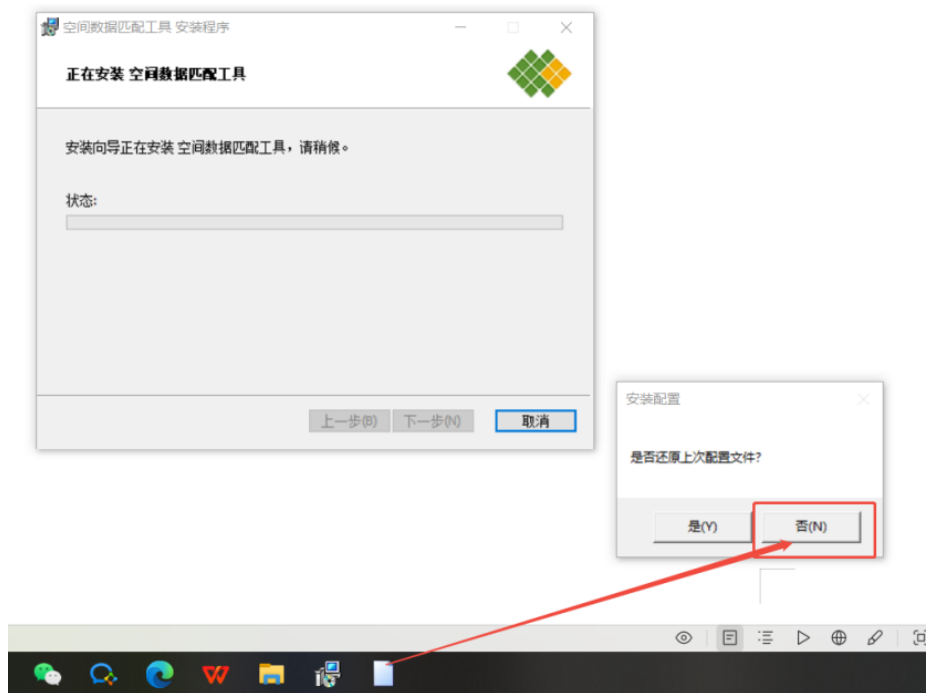 空间数据匹配工具 安装程序
正在安装 空间数据匹配工具
安装向导正在安装 空间数据匹配工具，请稍候。
状态:
上一步(B) 下一步(N) 取消
安装配置
是否还原上次配置文件?
是(Y) 否(N)